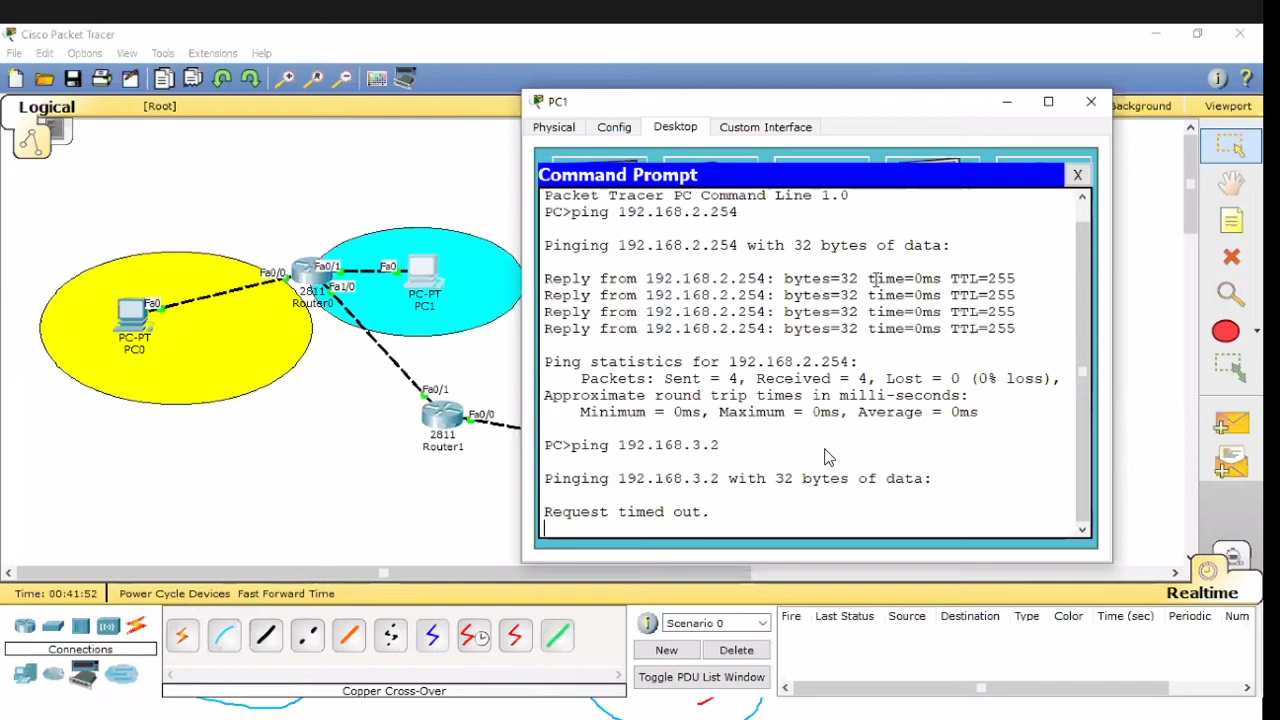 Cisco Packet Tracer
File Edit Options View Tools Extensions Help
Logical [Root] Background Viewport
PC1
Physical Config Desktop Custom Interface
Command Prompt X
Packet Tracer PC Command Line 1.0
PC>ping 192.168.2.254
Pinging 192.168.2.254 with 32 bytes of data:
Reply from 192.168.2.254: bytes=32 time=0ms TTL=255
Reply from 192.168.2.254: bytes=32 time=0ms TTL=255
Reply from 192.168.2.254: bytes=32 time=0ms TTL=255
Reply from 192.168.2.254: bytes=32 time=0ms TTL=255
Ping statistics for 192.168.2.254:
Packets: Sent = 4, Received = 4, Lost = 0 (0% loss),
Approximate round trip times in milli-seconds:
Minimum = 0ms, Maximum = 0ms, Average = 0ms
PC>ping 192.168.3.2
Pinging 192.168.3.2 with 32 bytes of data:
Request timed out.
Fa0/0 Fa0/1 Fa0
2811
Router0
Fa1/0
PC-PT
PC1
Fa0
PC-PT
PC0
Fa0/1
Fa0/0
2811
Router1
Time: 00:41:52 Power Cycle Devices Fast Forward Time
Realtime
Connections
Copper Cross-Over
Scenario 0
New Delete
Toggle PDU List Window
Fire Last Status Source Destination Type Color Time (sec) Periodic Num